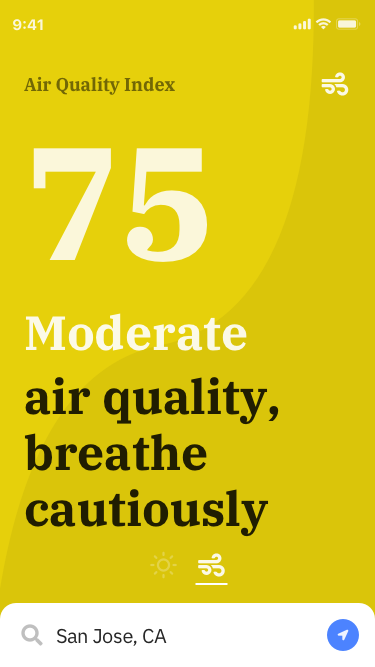 9:41
Air Quality Index
75
Moderate
air quality,
breathe
cautiously
San Jose, CA